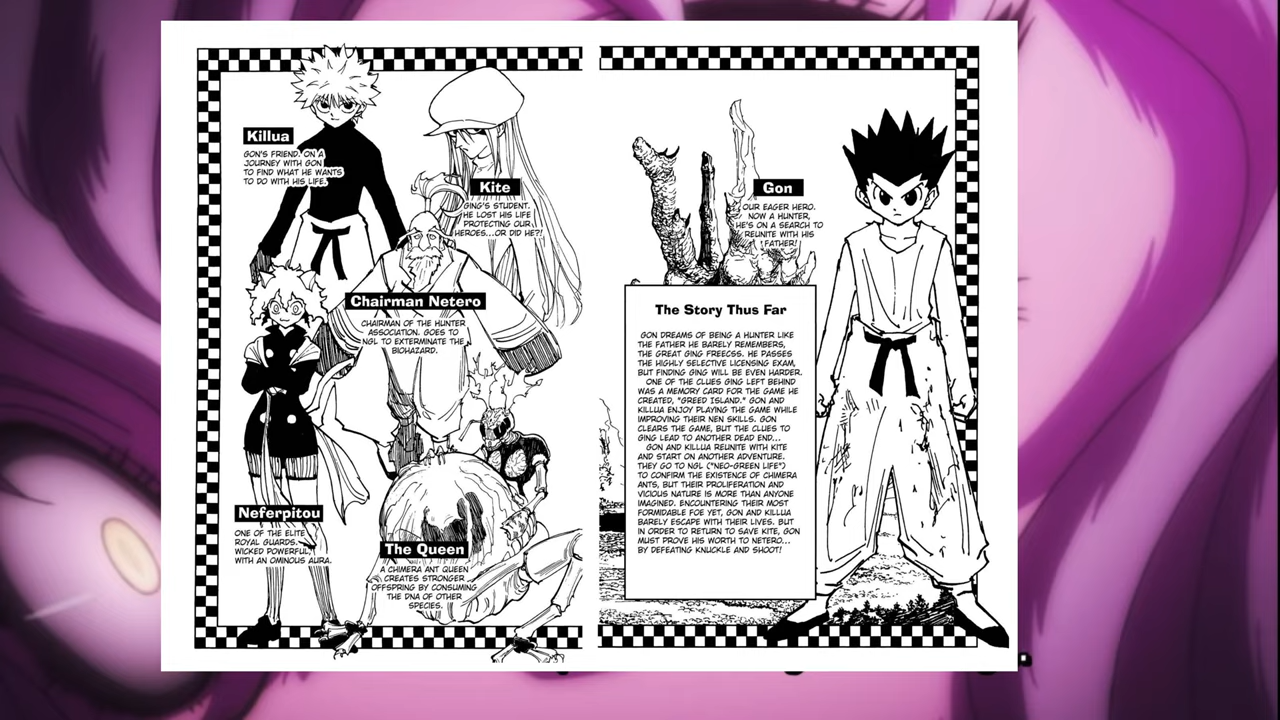 Killua
GON'S FRIEND. ON A
JOURNEY WITH GON
TO FIND WHAT HE WANTS
TO DO WITH HIS LIFE.
Kite
GING'S STUDENT.
HE LOST HIS LIFE
PROTECTING OUR
HEROES...OR DID HE?!
Chairman Netero
CHAIRMAN OF THE HUNTER
ASSOCIATION. GOES TO
NGL TO EXTERMINATE THE
BIOHAZARD.
Neferpitou
ONE OF THE ELITE
ROYAL GUARDS.
WICKED POWERFUL,
WITH AN OMINOUS AURA.
The Queen
A CHIMERA ANT QUEEN
CREATES STRONGER
OFFSPRING BY CONSUMING
THE DNA OF OTHER
SPECIES.
Gon
OUR EAGER HERO.
NOW A HUNTER,
HE'S ON A SEARCH TO
REUNITE WITH HIS
FATHER!
The Story Thus Far
GON DREAMS OF BEING A HUNTER LIKE
THE FATHER HE BARELY REMEMBERS,
THE GREAT GING FREECSS. HE PASSES
THE HIGHLY SELECTIVE LICENSING EXAM,
BUT FINDING GING WILL BE EVEN HARDER.
ONE OF THE CLUES GING LEFT BEHIND
WAS A MEMORY CARD FOR THE GAME HE
CREATED, "GREED ISLAND." GON AND
KILLUA ENJOY PLAYING THE GAME WHILE
IMPROVING THEIR NEN SKILLS. GON
CLEARS THE GAME, BUT THE CLUES TO
GING LEAD TO ANOTHER DEAD END...
GON AND KILLUA REUNITE WITH KITE
AND START ON ANOTHER ADVENTURE.
THEY GO TO NGL ("NEO-GREEN LIFE")
TO CONFIRM THE EXISTENCE OF CHIMERA
ANTS, BUT THEIR PROLIFERATION AND
VICIOUS NATURE IS MORE THAN ANYONE
IMAGINED. ENCOUNTERING THEIR MOST
FORMIDABLE FOE YET, GON AND KILLUA
BARELY ESCAPE WITH THEIR LIVES. BUT
IN ORDER TO RETURN TO SAVE KITE, GON
MUST PROVE HIS WORTH TO NETERO...
BY DEFEATING KNUCKLE AND SHOOT!